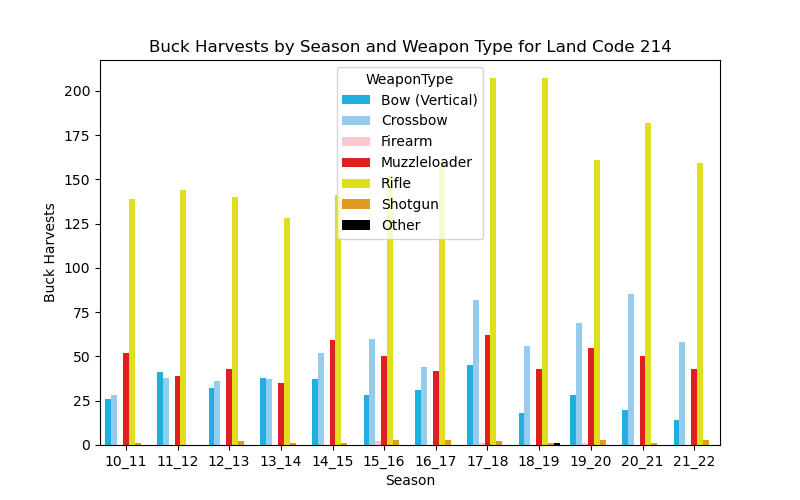 Buck Harvests by Season and Weapon Type for Land Code 214
WeaponType
Bow (Vertical)
Crossbow
Firearm
Muzzleloader
Rifle
Shotgun
Other
Buck Harvests
200
175
150
125
100
75
50
25
0
10_11 11_12 12_13 13_14 14_15 15_16 16_17 17_18 18_19 19_20 20_21 21_22
Season